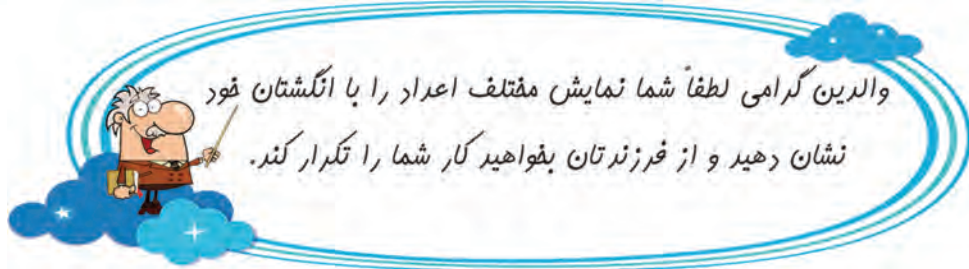 والدین گرامی لطفاً شما نمایش مختلف اعداد را با انگشتان خود
نشان دهید و از فرزندتان بخواهید کار شما را تکرار کند.